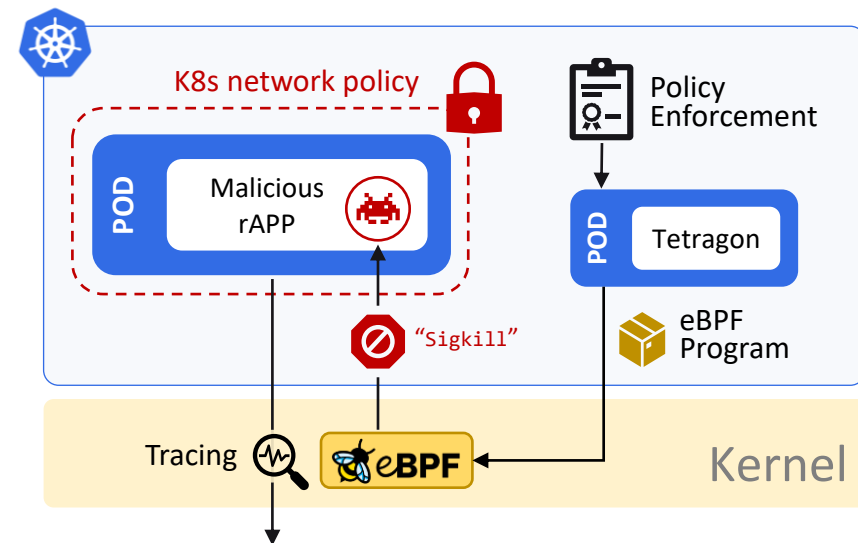 K8s network policy
POD
Malicious
rAPP
Policy
Enforcement
POD
Tetragon
"Sigkill"
eBPF
Program
Tracing
eBPF
Kernel